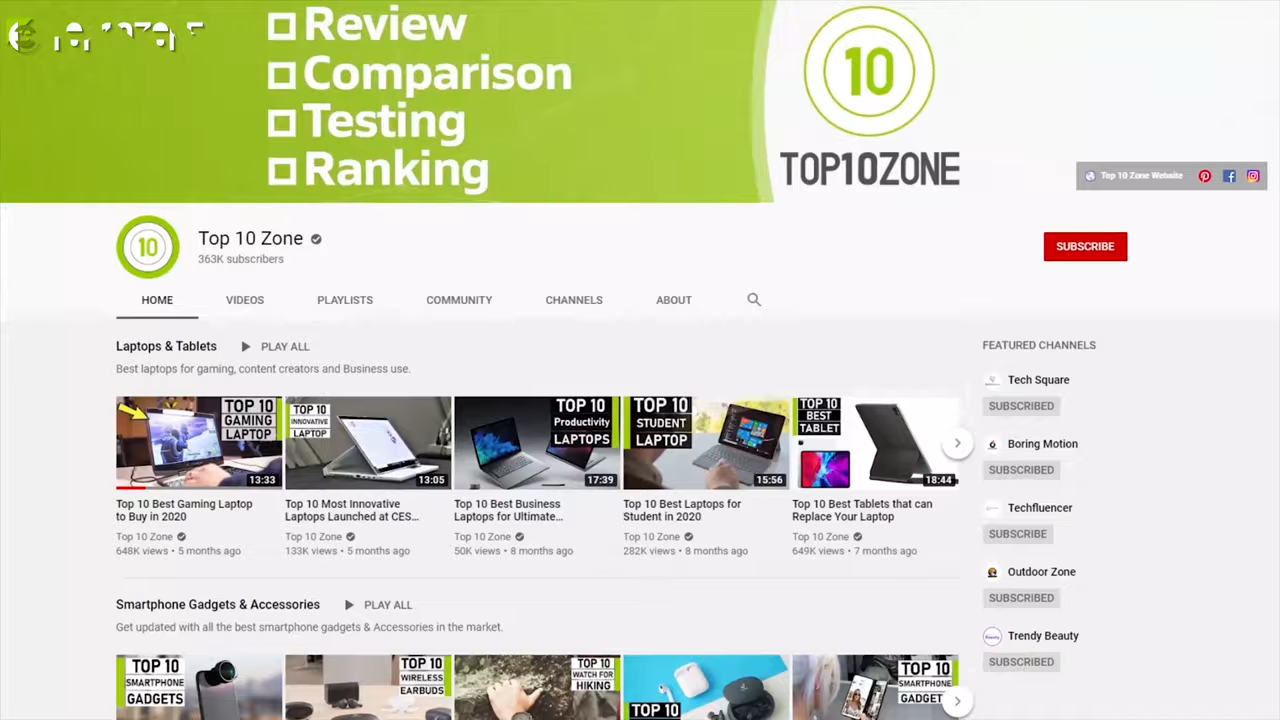 Review
Comparison
Testing
Ranking
10
TOP10ZONE
Top 10 Zone Website
10
Top 10 Zone
363K subscribers
SUBSCRIBE
HOME
VIDEOS
PLAYLISTS
COMMUNITY
CHANNELS
ABOUT
Laptops & Tablets
PLAY ALL
Best laptops for gaming, content creators and Business use.
TOP 10
GAMING
LAPTOP
13:33
TOP 10
INNOVATIVE
LAPTOP
13:05
TOP 10
Productivity
LAPTOPS
17:39
TOP 10
STUDENT
LAPTOP
15:56
TOP 10
BEST
TABLET
18:44
Top 10 Best Gaming Laptop
to Buy in 2020
Top 10 Zone
648K views • 5 months ago
Top 10 Most Innovative
Laptops Launched at CES...
Top 10 Zone
133K views • 5 months ago
Top 10 Best Business
Laptops for Ultimate...
Top 10 Zone
50K views • 8 months ago
Top 10 Best Laptops for
Student in 2020
Top 10 Zone
282K views • 8 months ago
Top 10 Best Tablets that can
Replace Your Laptop
Top 10 Zone
649K views • 7 months ago
Smartphone Gadgets & Accessories
PLAY ALL
Get updated with all the best smartphone gadgets & Accessories in the market.
TOP 10
SMARTPHONE
GADGETS
TOP 10
WIRELESS
EARBUDS
TOP 10
WATCH FOR
HIKING
TOP 10
TOP 10
SMARTPHONE
GADGET
FEATURED CHANNELS
Tech Square
SUBSCRIBED
Boring Motion
SUBSCRIBED
Techfluencer
SUBSCRIBE
Outdoor Zone
SUBSCRIBED
Trendy Beauty
SUBSCRIBED